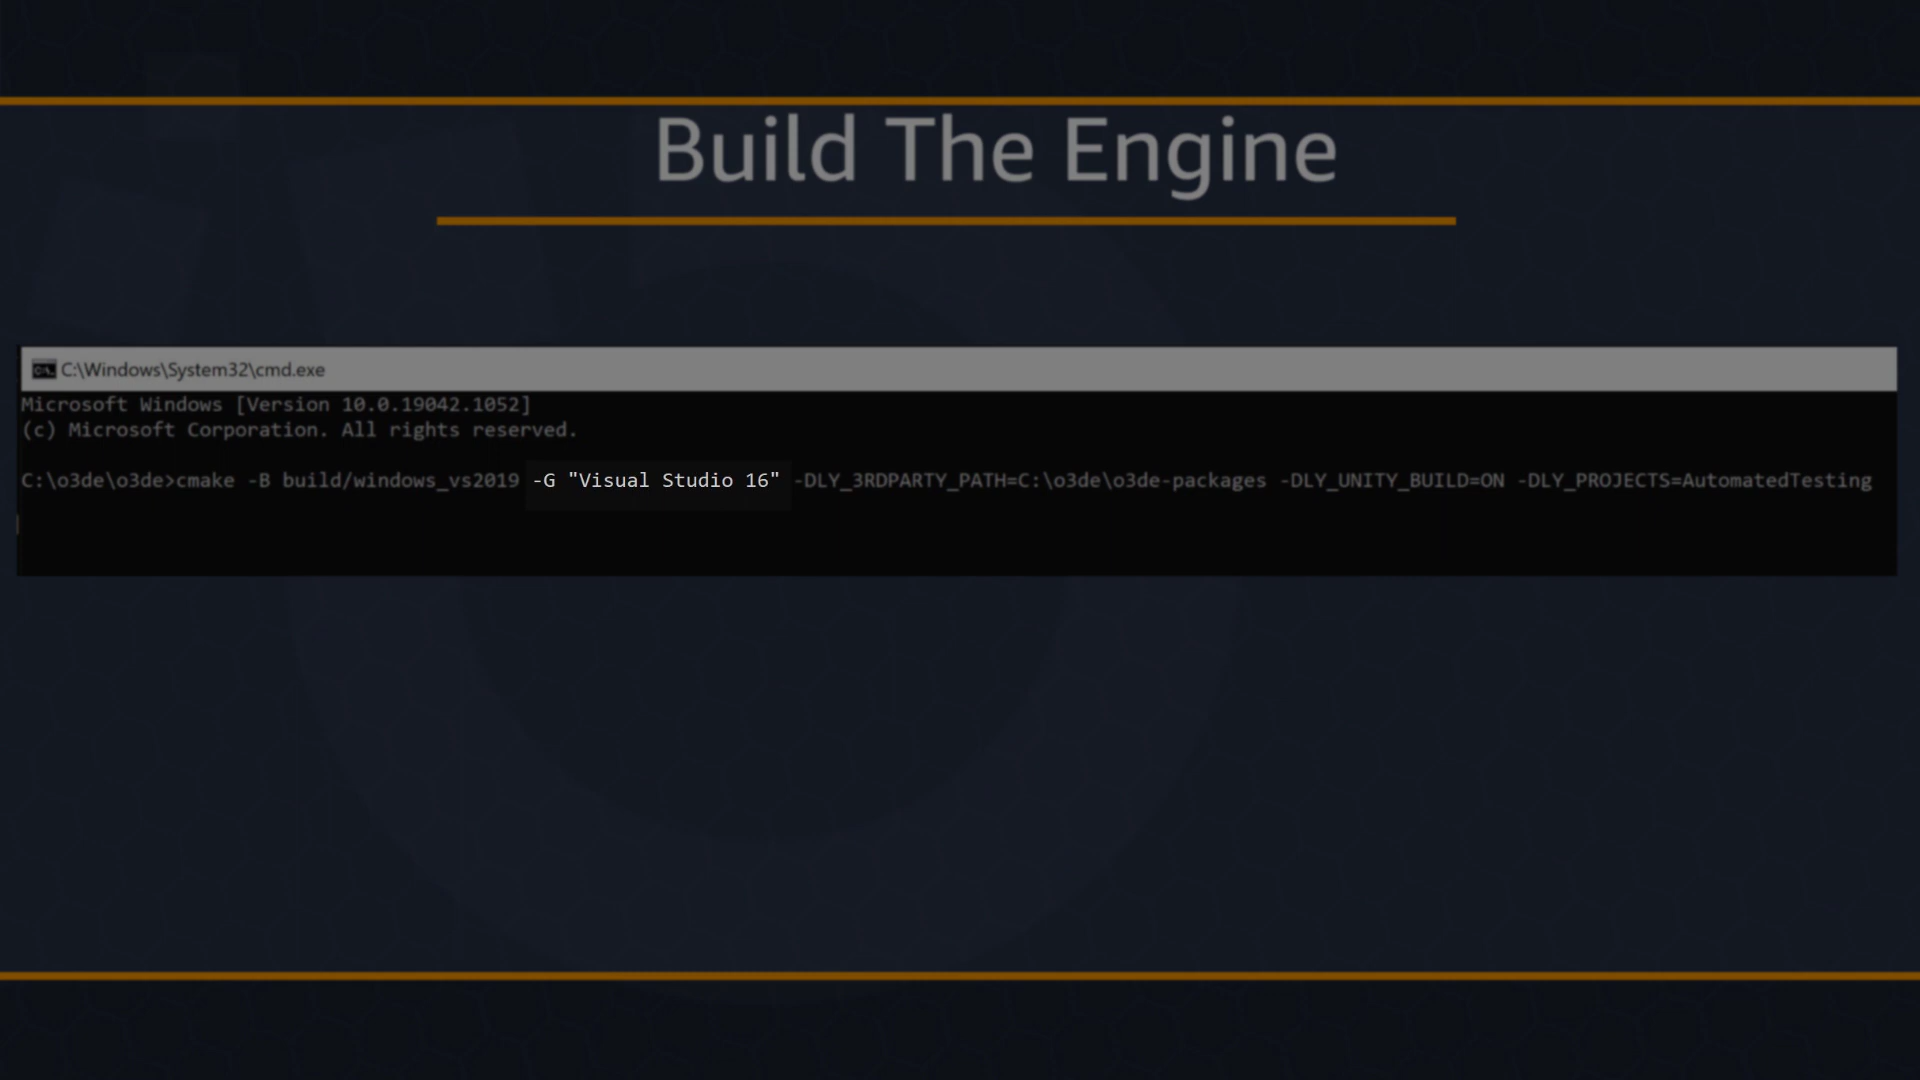 Build The Engine
C:\Windows\System32\cmd.exe
Microsoft Windows [Version 10.0.19042.1052]
(c) Microsoft Corporation. All rights reserved.
C:\o3de\o3de>cmake -B build/windows_vs2019 -G "Visual Studio 16" -DLY_3RDPARTY_PATH=C:\o3de\o3de-packages -DLY_UNITY_BUILD=ON -DLY_PROJECTS=AutomatedTesting